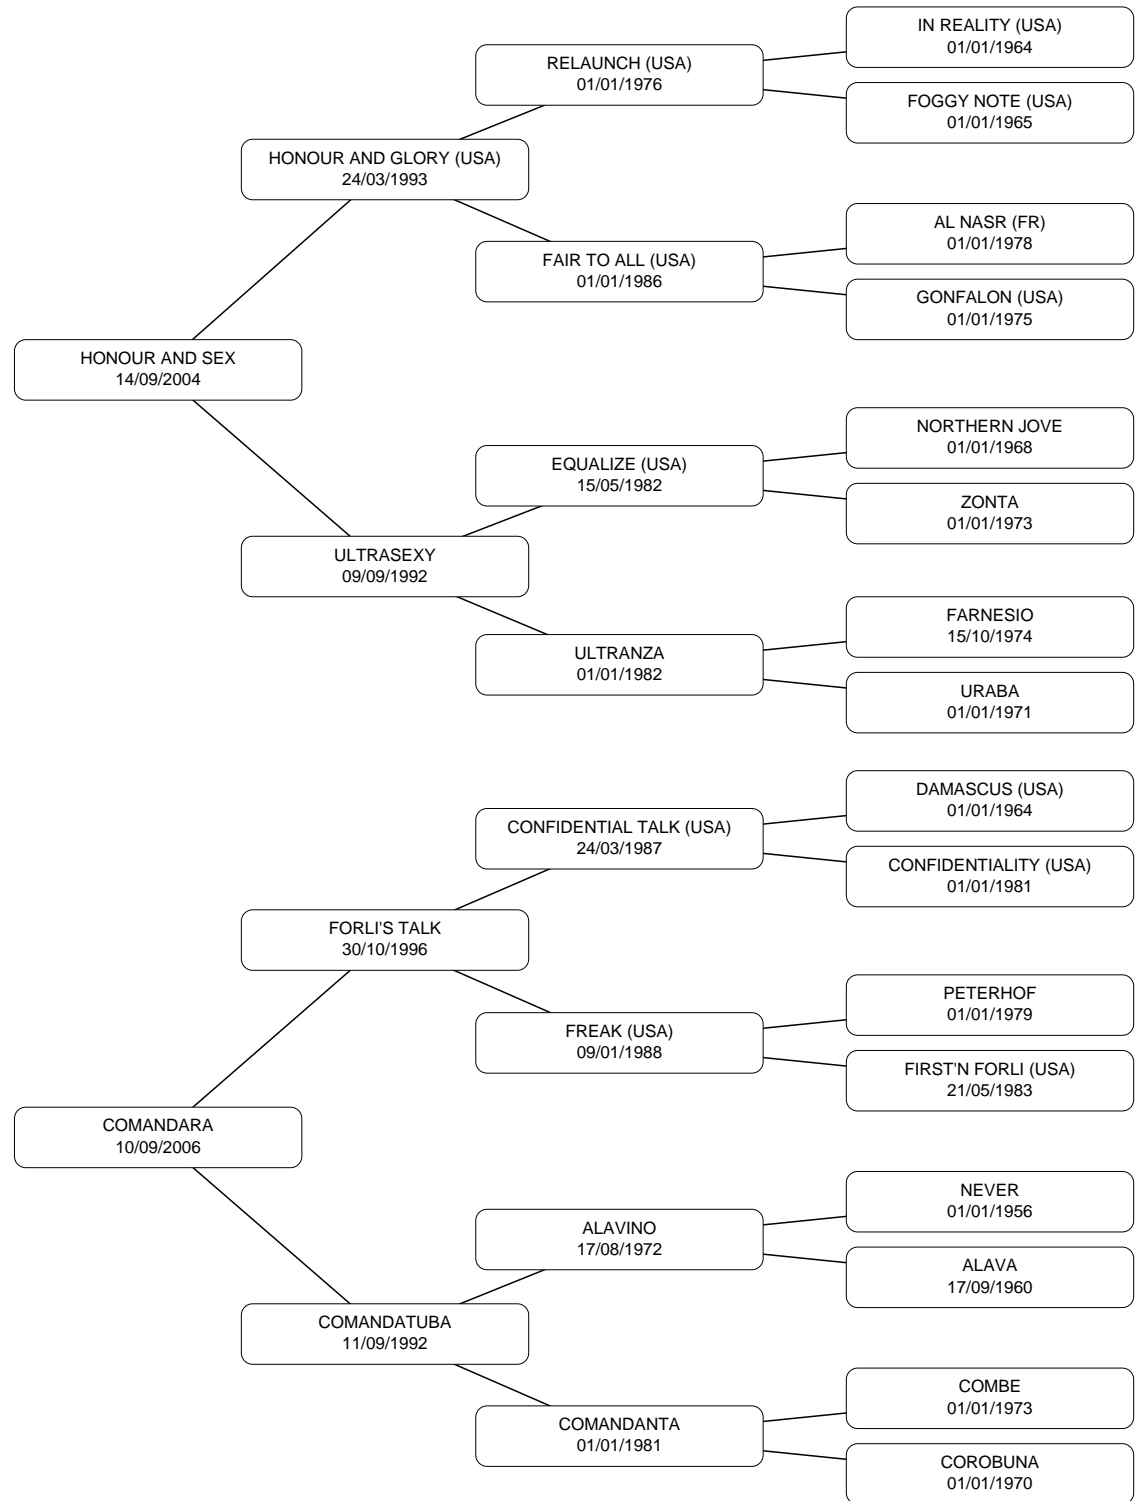 IN REALITY (USA)
01/01/1964
RELAUNCH (USA)
01/01/1976
FOGGY NOTE (USA)
01/01/1965
HONOUR AND GLORY (USA)
24/03/1993
AL NASR (FR)
01/01/1978
FAIR TO ALL (USA)
01/01/1986
GONFALON (USA)
01/01/1975
HONOUR AND SEX
14/09/2004
NORTHERN JOVE
01/01/1968
EQUALIZE (USA)
15/05/1982
ZONTA
01/01/1973
ULTRASEXY
09/09/1992
FARNESIO
15/10/1974
ULTRANZA
01/01/1982
URABA
01/01/1971
DAMASCUS (USA)
01/01/1964
CONFIDENTIAL TALK (USA)
24/03/1987
CONFIDENTIALITY (USA)
01/01/1981
FORLI'S TALK
30/10/1996
PETERHOF
01/01/1979
FREAK (USA)
09/01/1988
FIRST'N FORLI (USA)
21/05/1983
COMANDARA
10/09/2006
NEVER
01/01/1956
ALAVINO
17/08/1972
ALAVA
17/09/1960
COMANDATUBA
11/09/1992
COMBE
01/01/1973
COMANDANTA
01/01/1981
COROBUNA
01/01/1970